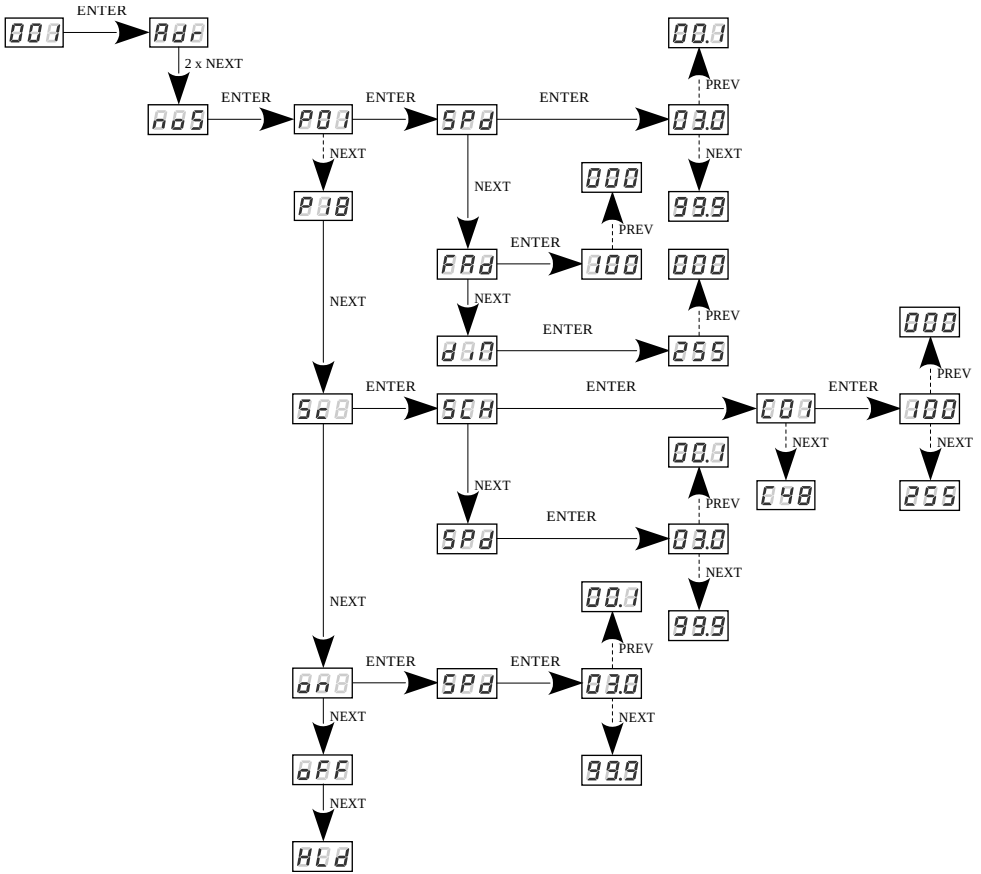 ENTER
001 Adr
2 x NEXT
00.1
PREV
ENTER ENTER ENTER
noS P01 SPd 03.0
NEXT NEXT
000
NEXT
P18 99.9
PREV
ENTER
FAd 100 000
NEXT NEXT PREV
ENTER
000
dim 255
PREV
ENTER ENTER ENTER
Sc SCH C01 100
NEXT NEXT
00.1
NEXT
C48 255
PREV
ENTER
SPd 03.0
NEXT
00.1
NEXT
99.9
PREV
ENTER ENTER
on SPd 03.0
NEXT NEXT
oFF 99.9
NEXT
HLd